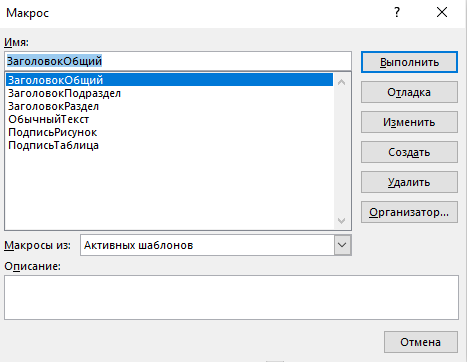 Макрос
?
Имя:
ЗаголовокОбщий
Выполнить
ЗаголовокОбщий
ЗаголовокПодраздел
ЗаголовокРаздел
ОбычныйТекст
ПодписьРисунок
ПодписьТаблица
Отладка
Изменить
Создать
Удалить
Организатор...
Макросы из:
Активных шаблонов
Описание:
Отмена